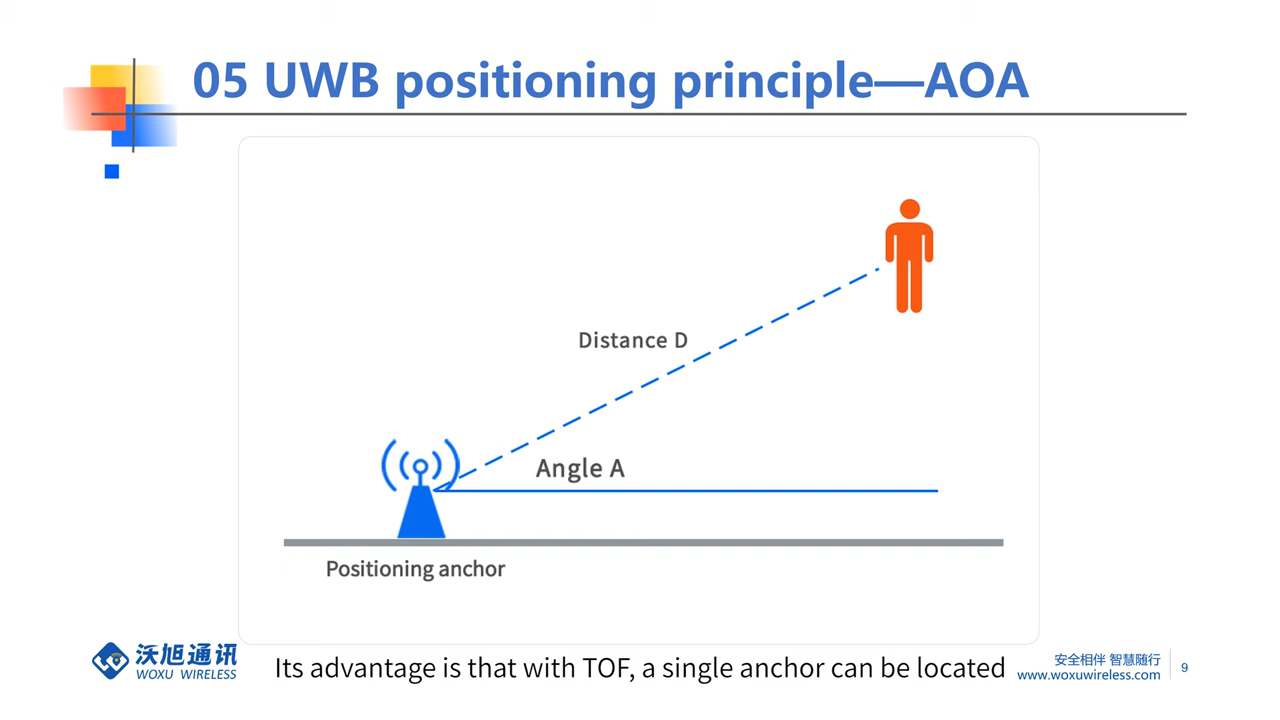 05 UWB positioning principle—AOA
Distance D
Angle A
Positioning anchor
沃旭通讯
WOXU WIRELESS
Its advantage is that with TOF, a single anchor can be located
安全相伴 智慧随行
www.woxuwireless.com
9